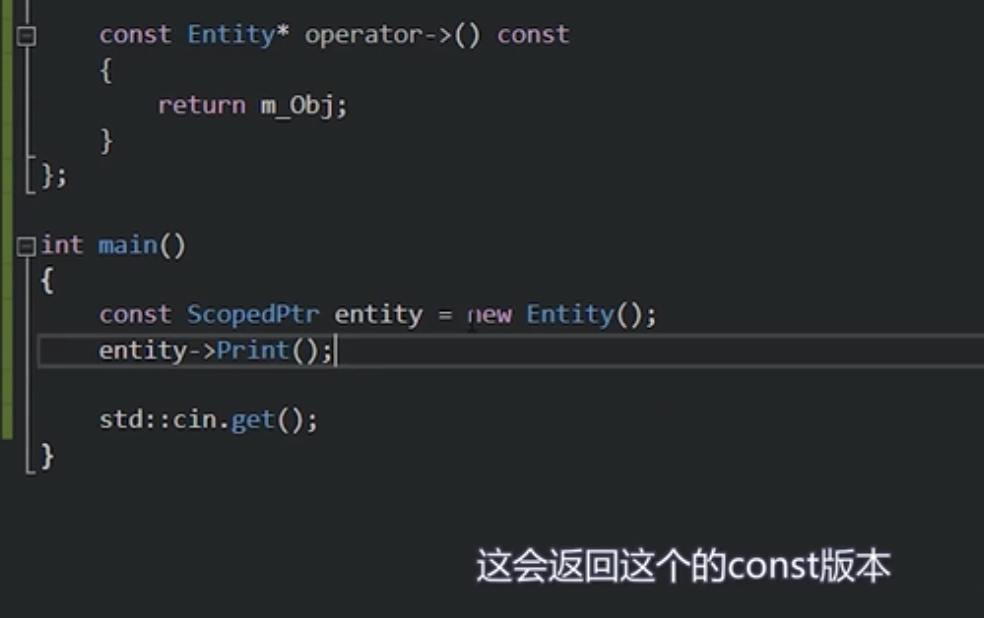 const Entity* operator->() const
{
return m_Obj;
}
};
int main()
{
const ScopedPtr entity = new Entity();
entity->Print();
std::cin.get();
}
这会返回这个的const版本